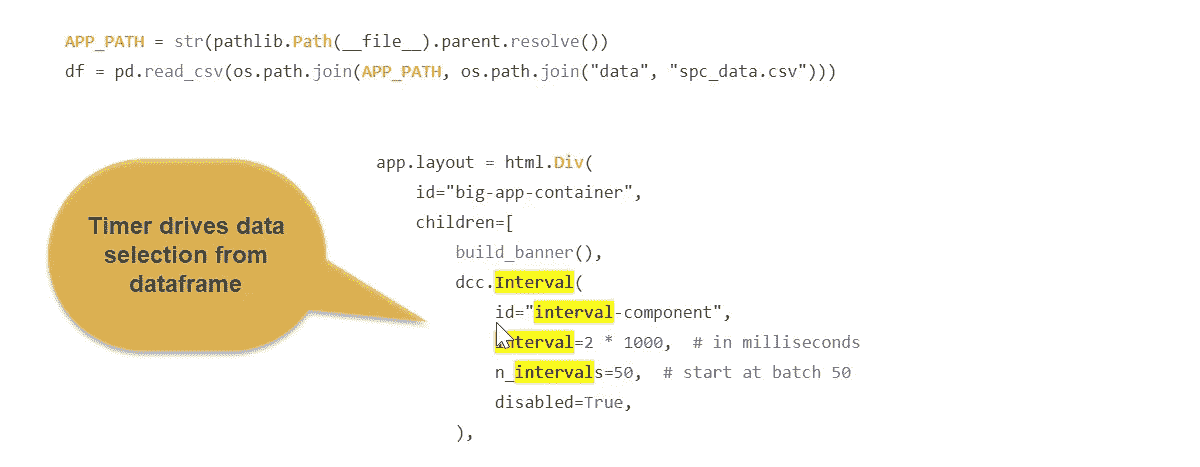 APP_PATH = str(pathlib.Path(__file__).parent.resolve())
df = pd.read_csv(os.path.join(APP_PATH, os.path.join("data", "spc_data.csv")))
Timer drives data
selection from
dataframe
app.layout = html.Div(
id="big-app-container",
children=[
build_banner(),
dcc.Interval(
id="interval-component",
interval=2 * 1000,  # in milliseconds
n_intervals=50,  # start at batch 50
disabled=True,
),